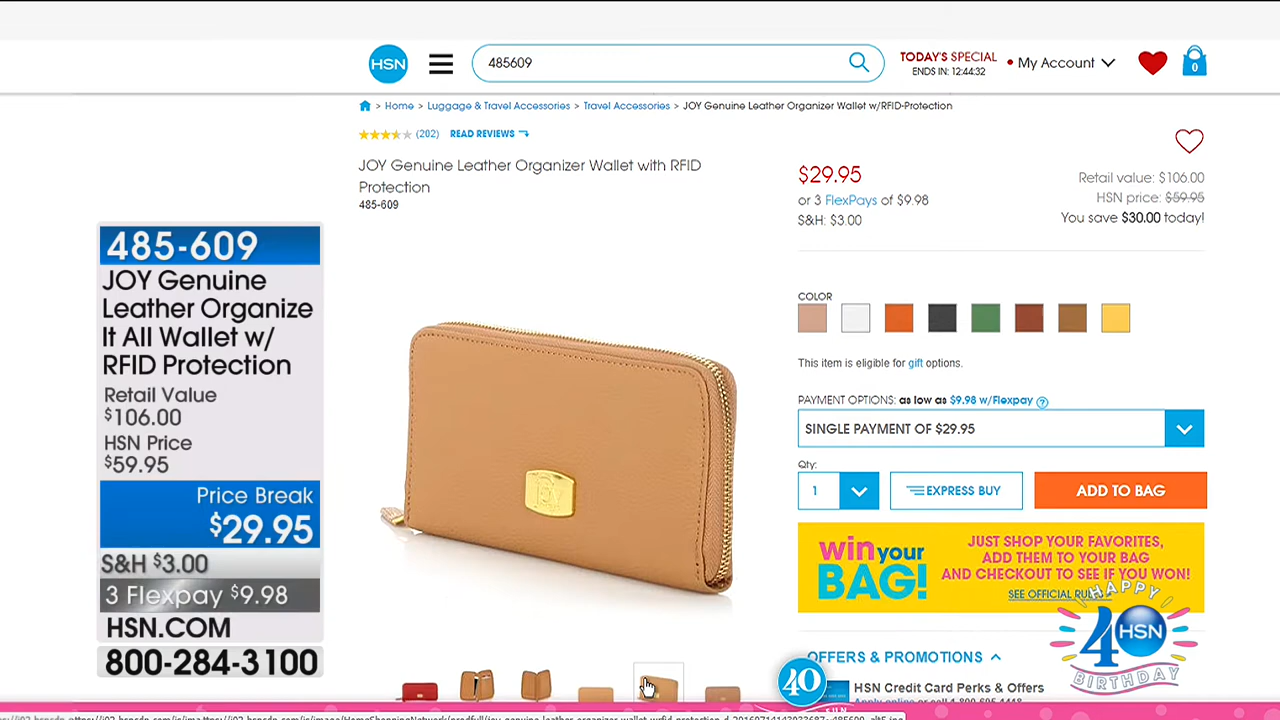 HSN
485609
TODAY'S SPECIAL
ENDS IN: 12:44:32
My Account
0
> Home > Luggage & Travel Accessories > Travel Accessories > JOY Genuine Leather Organizer Wallet w/RFID-Protection
(202) READ REVIEWS
JOY Genuine Leather Organizer Wallet with RFID
Protection
485-609
$29.95
or 3 FlexPays of $9.98
S&H: $3.00
Retail value: $106.00
HSN price: $59.95
You save $30.00 today!
485-609
JOY Genuine
Leather Organize
It All Wallet w/
RFID Protection
Retail Value
$106.00
HSN Price
$59.95
Price Break
$29.95
S&H $3.00
3 Flexpay $9.98
HSN.COM
800-284-3100
COLOR
This item is eligible for gift options.
PAYMENT OPTIONS: as low as $9.98 w/Flexpay ?
SINGLE PAYMENT OF $29.95
Qty:
1
EXPRESS BUY
ADD TO BAG
win your
BAG!
JUST SHOP YOUR FAVORITES,
ADD THEM TO YOUR BAG
AND CHECKOUT TO SEE IF YOU WON!
SEE OFFICIAL
HAPPY
40 HSN
BIRTHDAY
OFFERS & PROMOTIONS
40
HSN Credit Card Perks & Offers